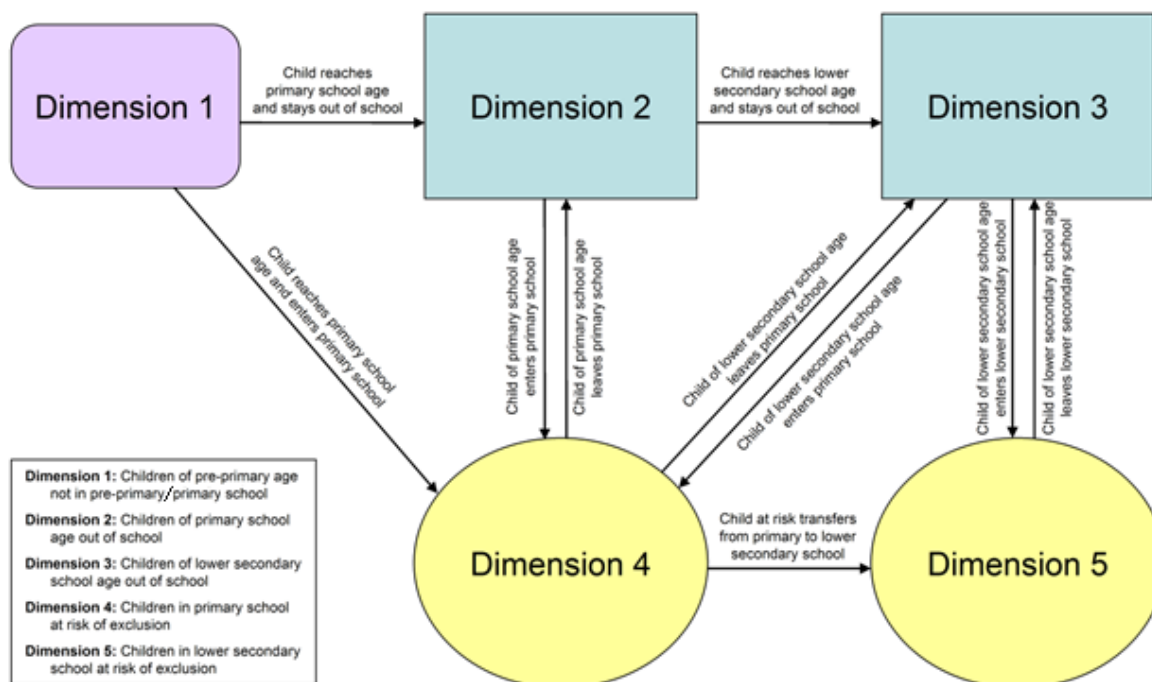 Dimension 1
Child reaches
primary school age
and stays out of school
Dimension 2
Child reaches lower
secondary school age
and stays out of school
Dimension 3
Child reaches primary school
age and enters primary school
Child of primary school age
enters primary school
Child of primary school age
leaves primary school
Child of lower secondary school age
leaves primary school
Child of lower secondary school age
enters primary school
Child of lower secondary school age
enters lower secondary school
Child of lower secondary school age
leaves lower secondary school
Dimension 4
Child at risk transfers
from primary to lower
secondary school
Dimension 5
Dimension 1: Children of pre-primary age
not in pre-primary/primary school
Dimension 2: Children of primary school
age out of school
Dimension 3: Children of lower secondary
school age out of school
Dimension 4: Children in primary school
at risk of exclusion
Dimension 5: Children in lower secondary
school at risk of exclusion